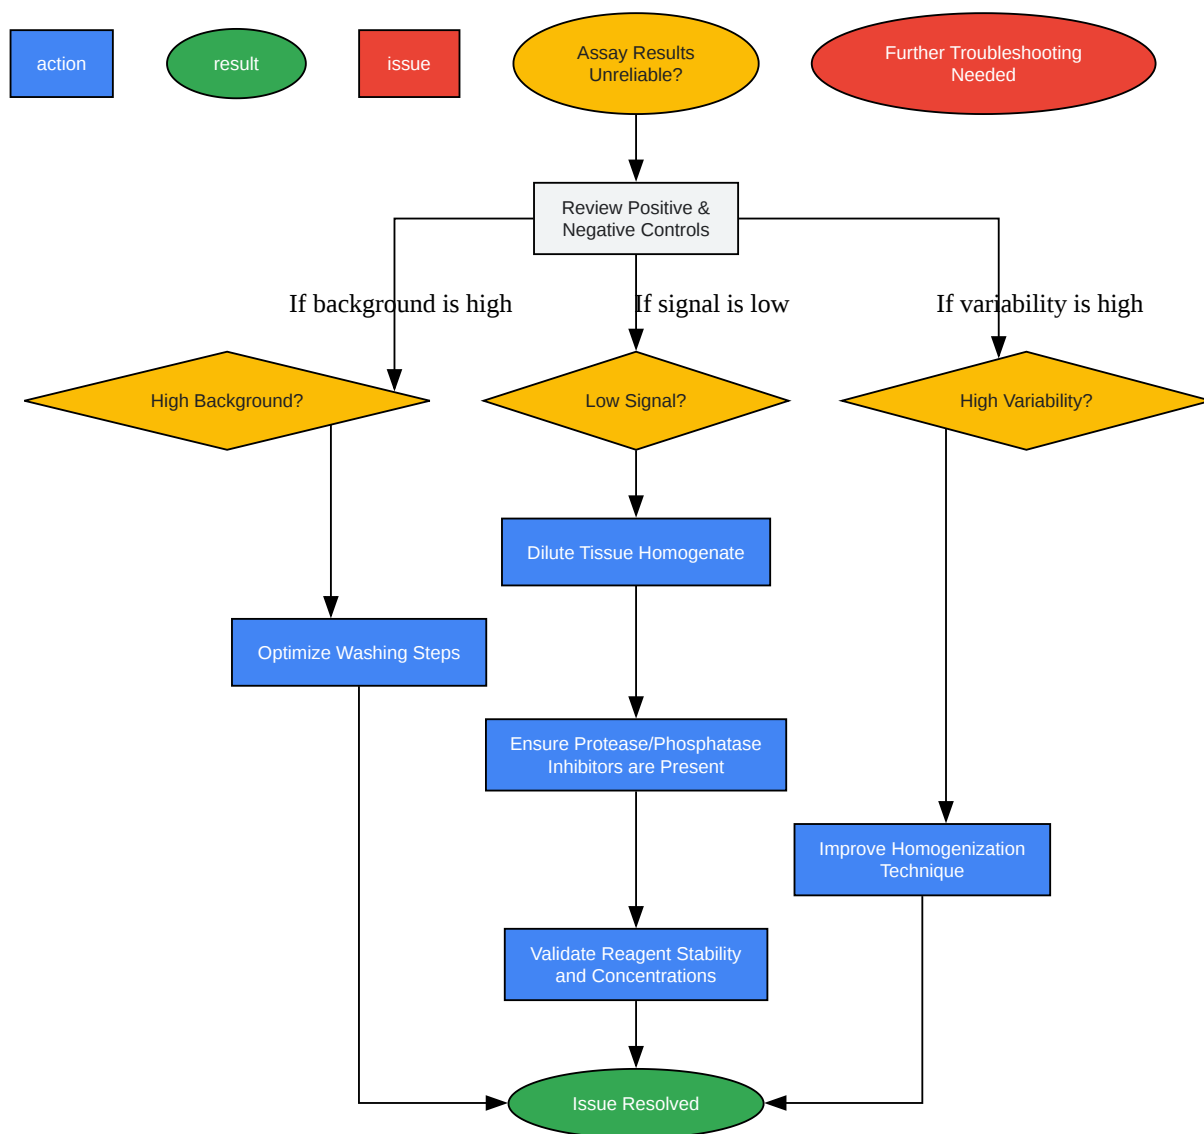 action
result
issue
Assay Results
Unreliable?
Further Troubleshooting
Needed
Review Positive &
Negative Controls
If background is high
If signal is low
If variability is high
High Background?
Low Signal?
High Variability?
Dilute Tissue Homogenate
Optimize Washing Steps
Ensure Protease/Phosphatase
Inhibitors are Present
Improve Homogenization
Technique
Validate Reagent Stability
and Concentrations
Issue Resolved